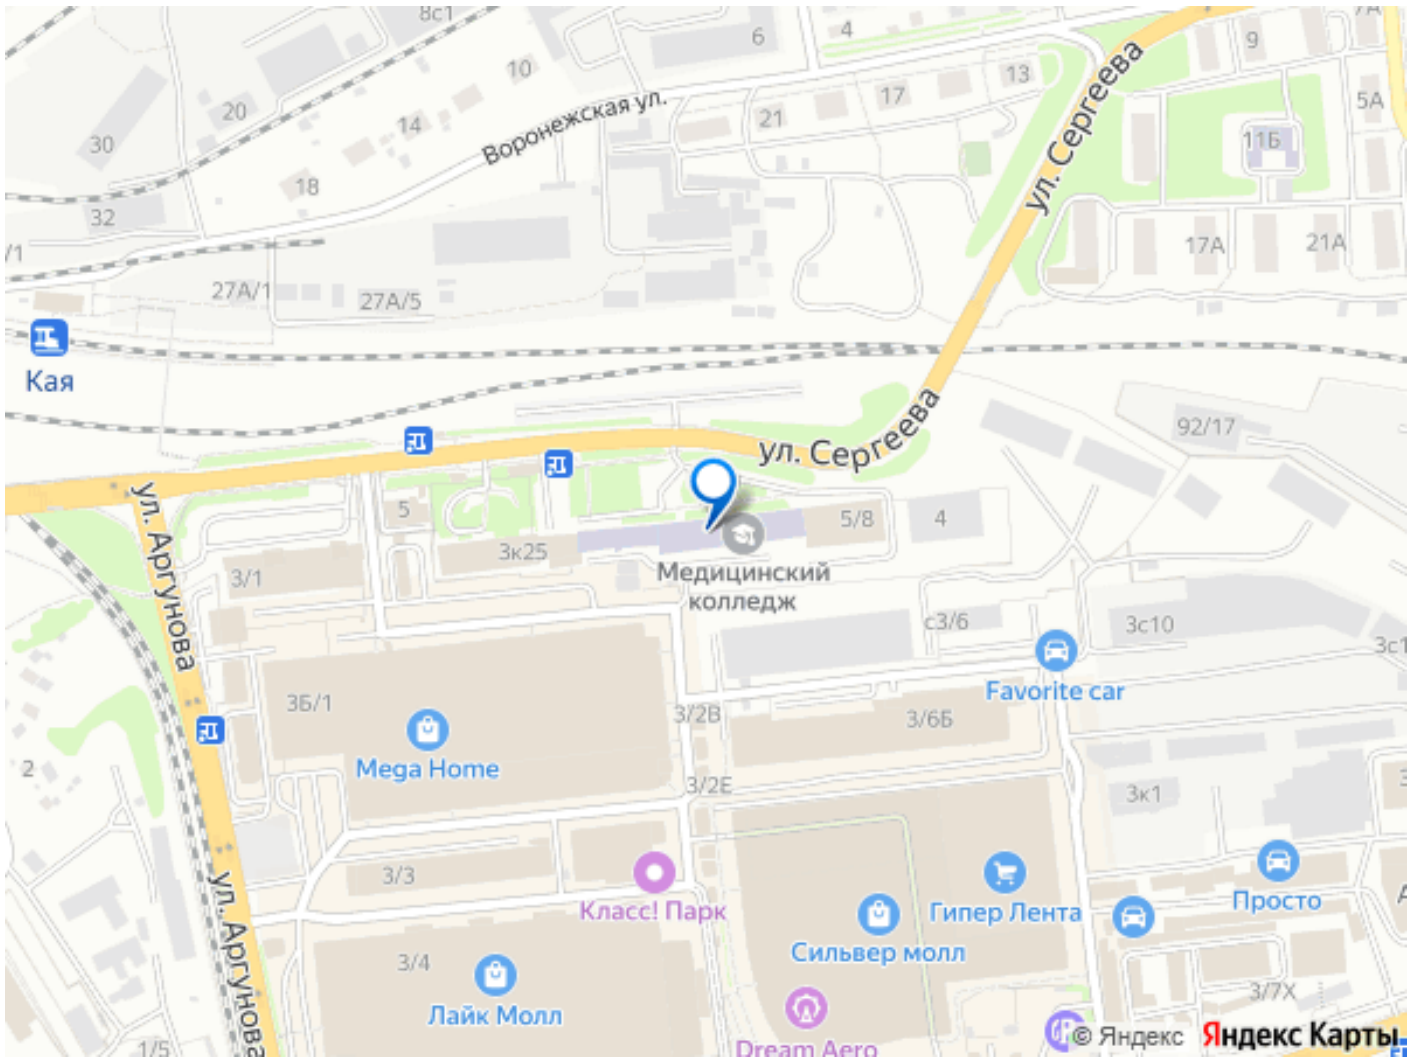 8с1
6
4
7А
9
10
13
17
5А
20
21
14
Воронежская ул.
11Б
30
18
ул. Сергеева
32
17А
21А
/1
27А/1
27А/5
Кая
92/17
ул. Сергеева
ул. Аргунова
5
5/8
4
3к25
3/1
Медицинский
колледж
с3/6
3с10
3с1
Favorite car
3Б/1
3/2В
3/6Б
Mega Home
2
3/2Е
3к1
3/3
Класс! Парк
Гипер Лента
Просто
ул. Аргунова
Сильвер молл
3/4
Лайк Молл
3/7Х
1/5
Dream Aero
© Яндекс Яндекс Карты